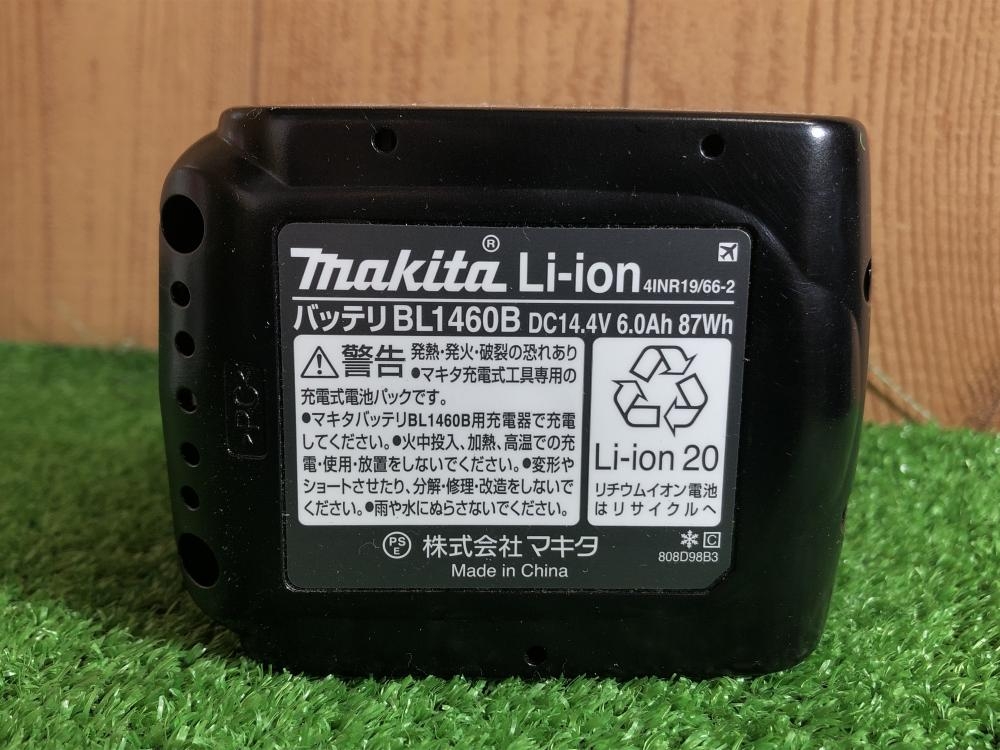 makita® Li-ion 4INR19/66-2
バッテリ BL1460B DC14.4V 6.0Ah 87Wh
警告 発熱・発火・破裂の恐れあり
●マキタ充電式工具専用の
充電式電池パックです。
●マキタバッテリBL1460B用充電器で充電
してください。●火中投入、加熱、高温での充
電・使用・放置をしないでください。●変形や
ショートさせたり、分解・修理・改造をしないで
ください。●雨や水にぬらさないでください。
Li-ion 20
リチウムイオン電池
はリサイクルへ
PSE 株式会社 マキタ
Made in China
C
808D98B3